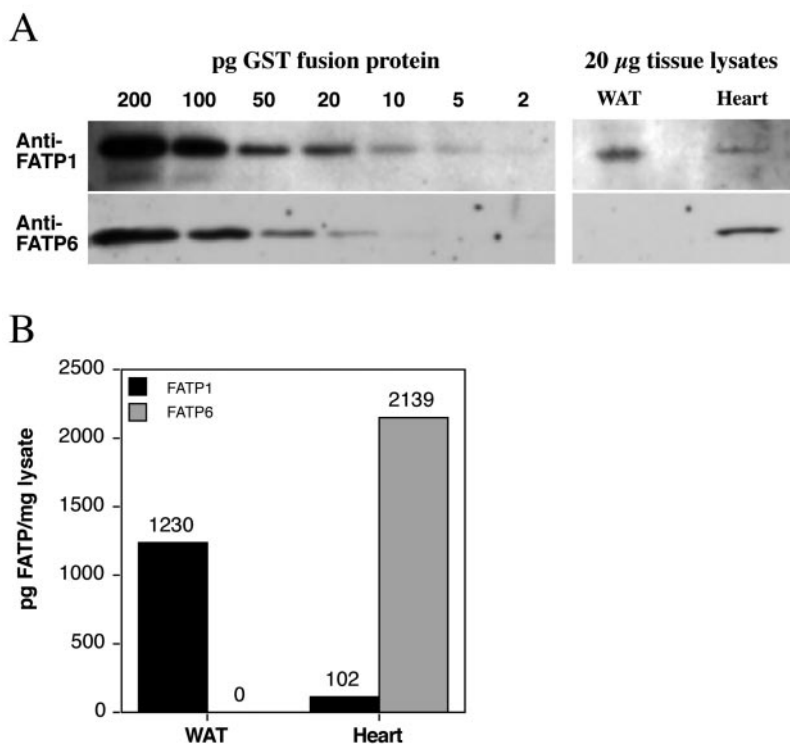 A
pg GST fusion protein 20 µg tissue lysates
200 100 50 20 10 5 2 WAT Heart
Anti-
FATP1
Anti-
FATP6
B
2500
2000
1500
1000
500
0
pg FATP/mg lysate
FATP1
FATP6
1230
0
102
2139
WAT Heart